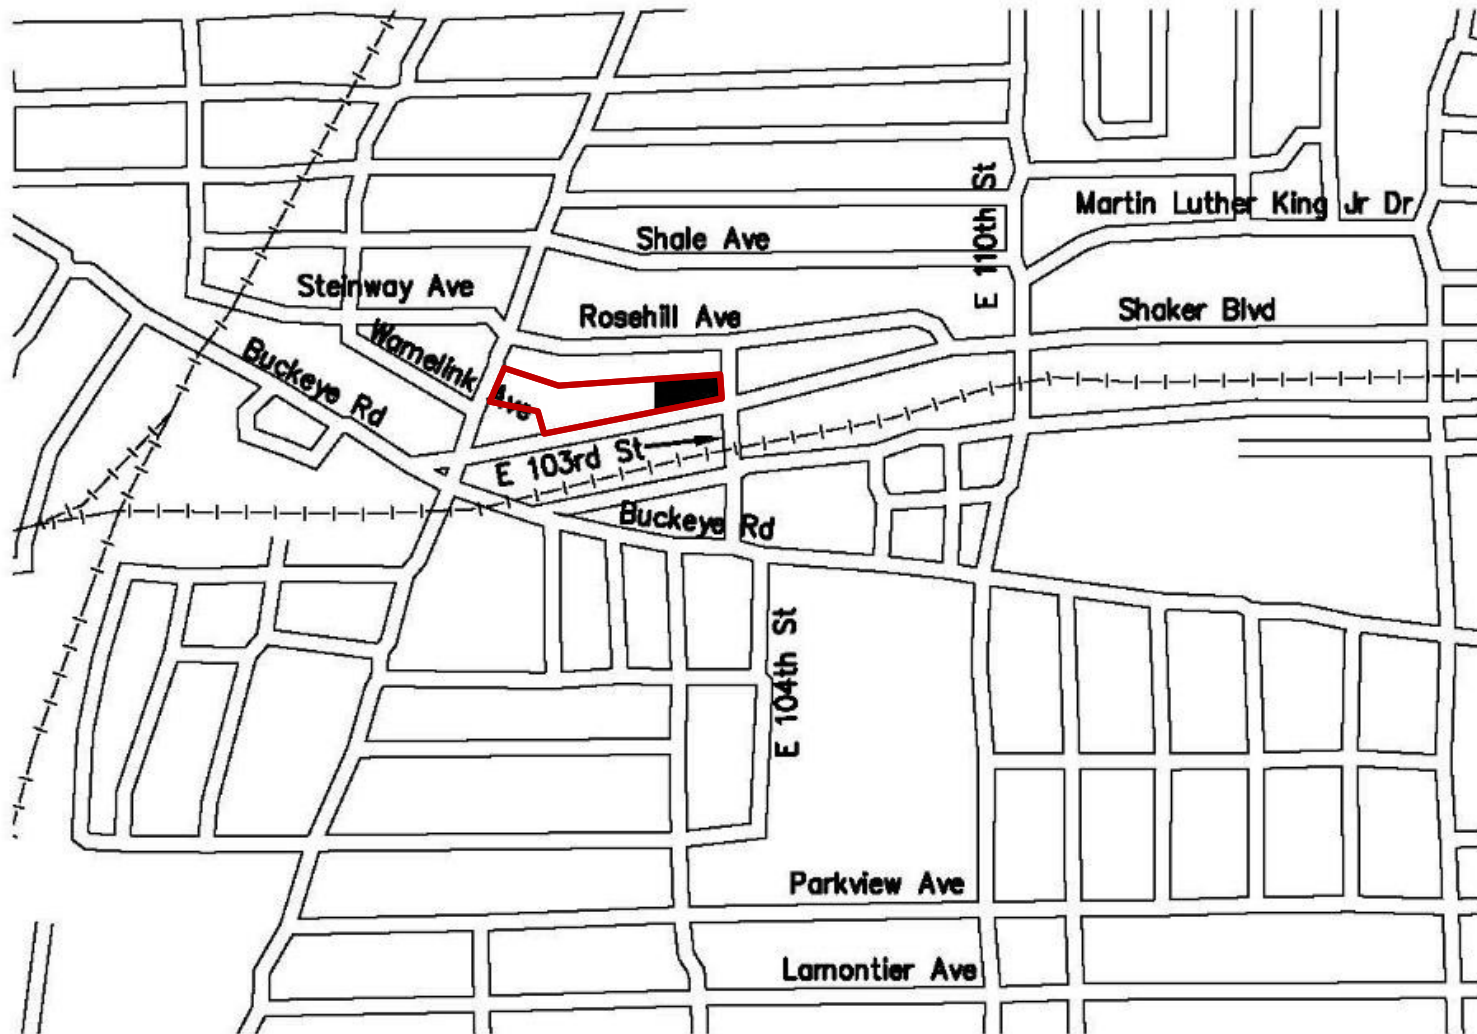 E 110th St
Martin Luther King Jr Dr
Shale Ave
Steinway Ave
Rosehill Ave
Shaker Blvd
Wamelink Ave
Buckeye Rd
E 103rd St
Buckeye Rd
E 104th St
Parkview Ave
Lamontier Ave